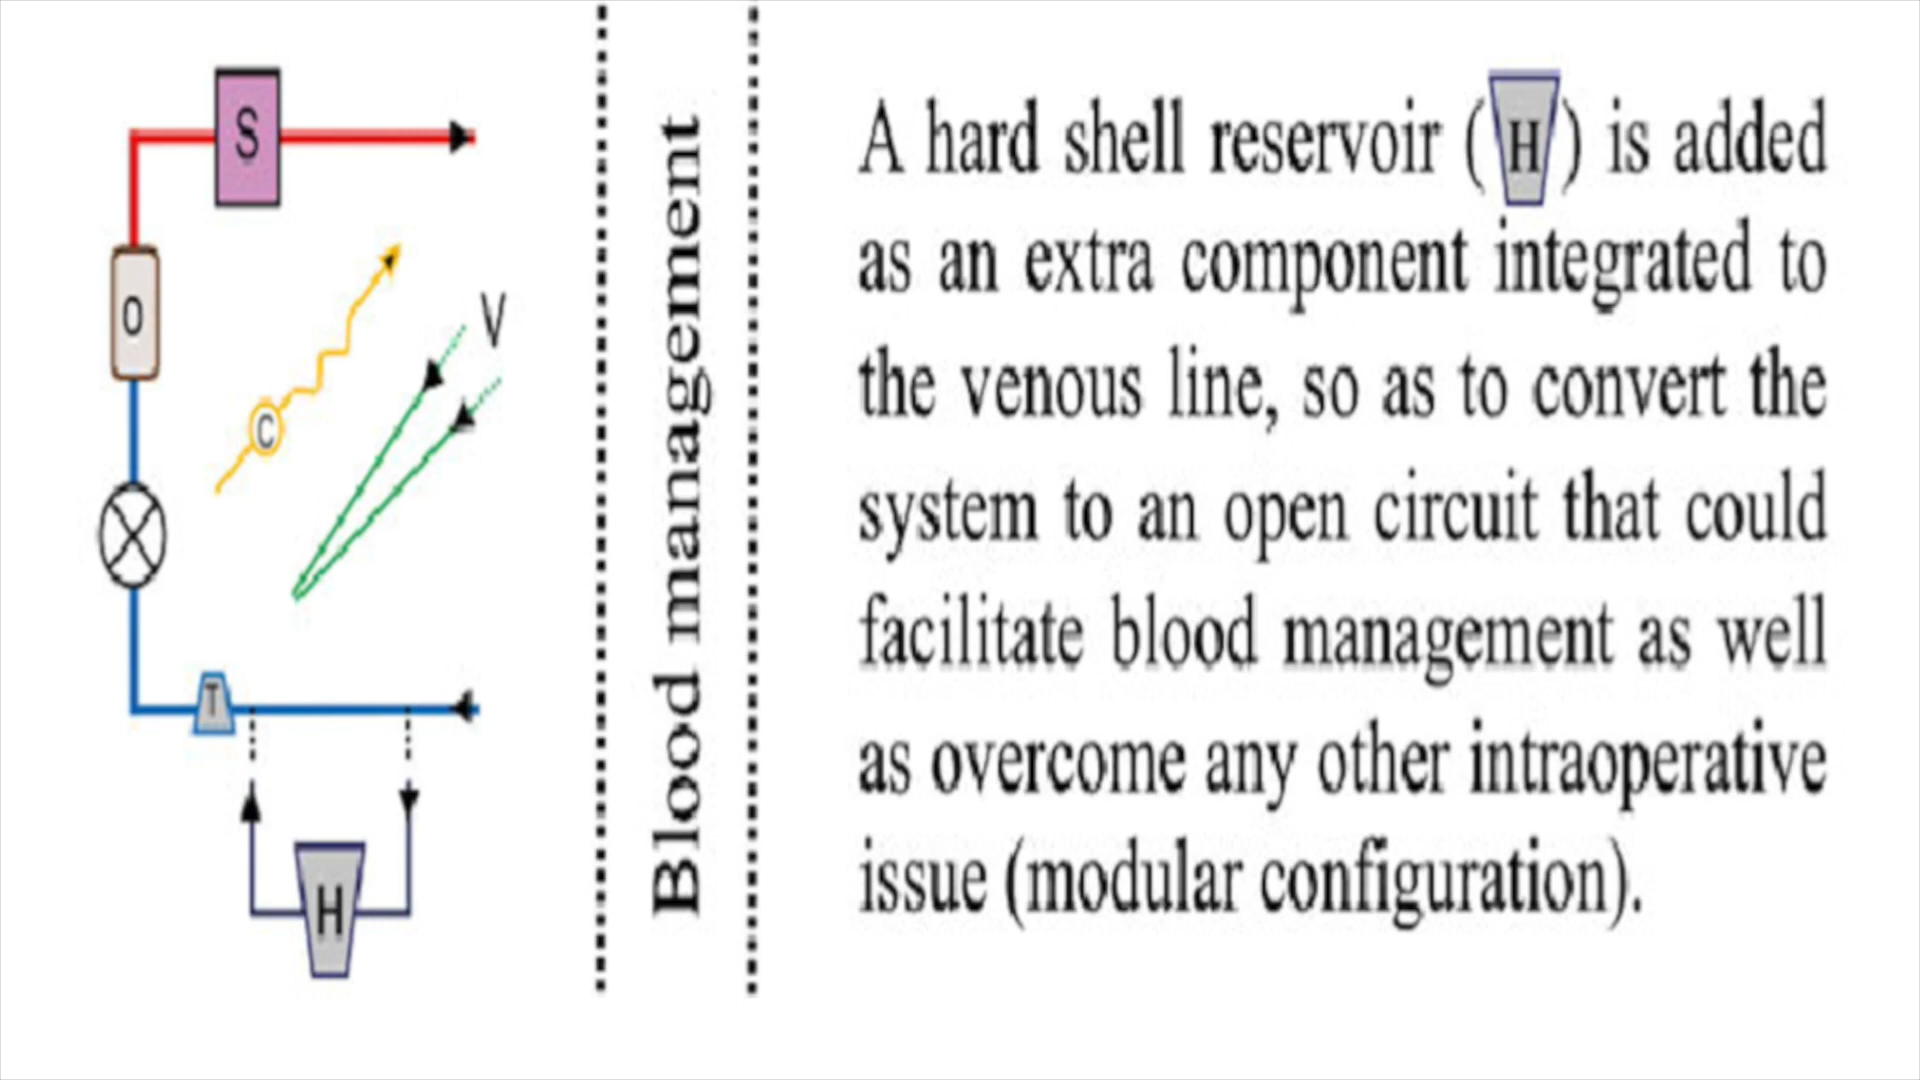 S
O
C
V
T
H
Blood management
A hard shell reservoir (H) is added
as an extra component integrated to
the venous line, so as to convert the
system to an open circuit that could
facilitate blood management as well
as overcome any other intraoperative
issue (modular configuration).